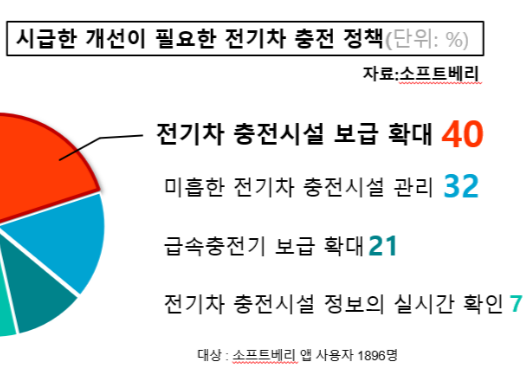 시급한 개선이 필요한 전기차 충전 정책(단위: %)
자료:소프트베리
전기차 충전시설 보급 확대 40
미흡한 전기차 충전시설 관리 32
급속충전기 보급 확대 21
전기차 충전시설 정보의 실시간 확인 7
대상 : 소프트베리 앱 사용자 1896명